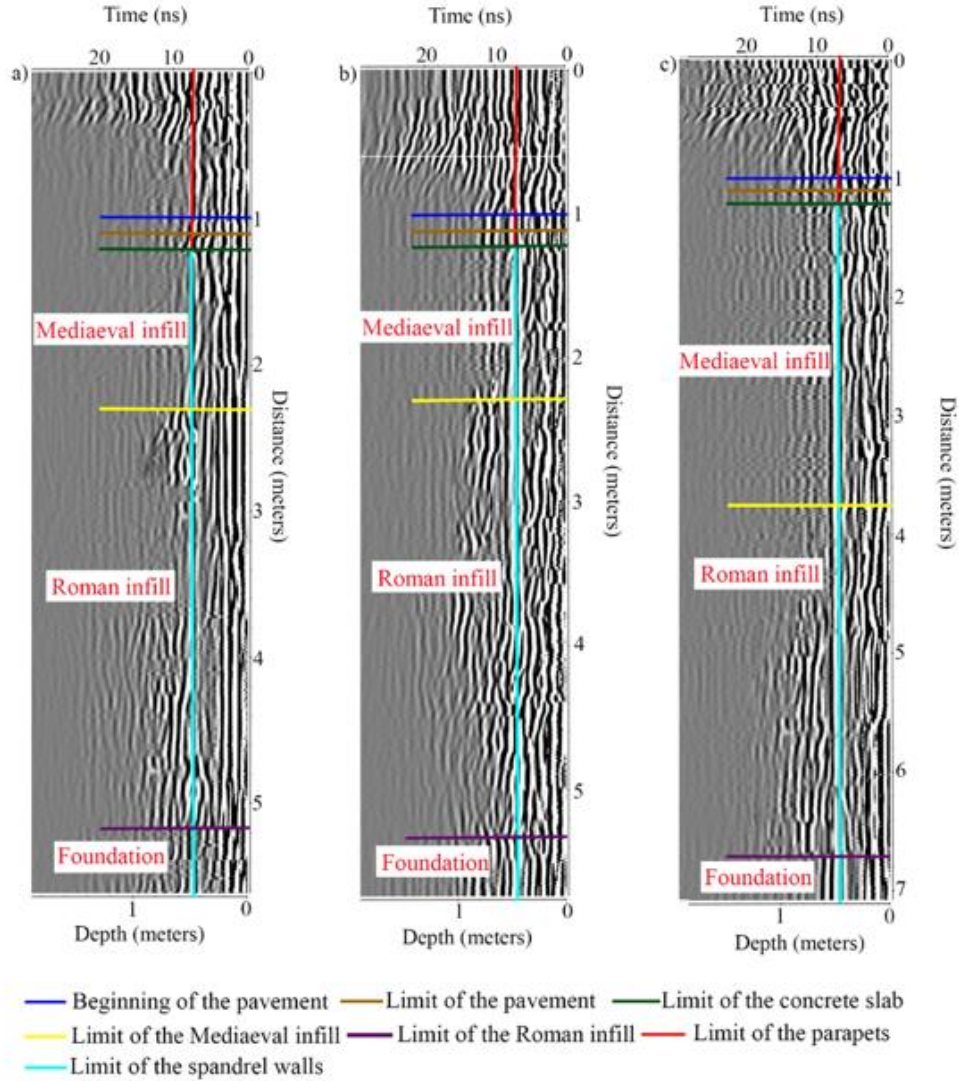 Time (ns)
20 10 0
a)
0
1
2
3
4
5
Mediaeval infill
Roman infill
Foundation
Distance (meters)
1 0
Depth (meters)
Time (ns)
20 10 0
b)
0
1
2
3
4
5
Mediaeval infill
Roman infill
Foundation
Distance (meters)
1 0
Depth (meters)
Time (ns)
20 10 0
c)
0
1
2
3
4
5
6
7
Mediaeval infill
Roman infill
Foundation
Distance (meters)
1 0
Depth (meters)
Beginning of the pavement Limit of the pavement Limit of the concrete slab
Limit of the Mediaeval infill Limit of the Roman infill Limit of the parapets
Limit of the spandrel walls